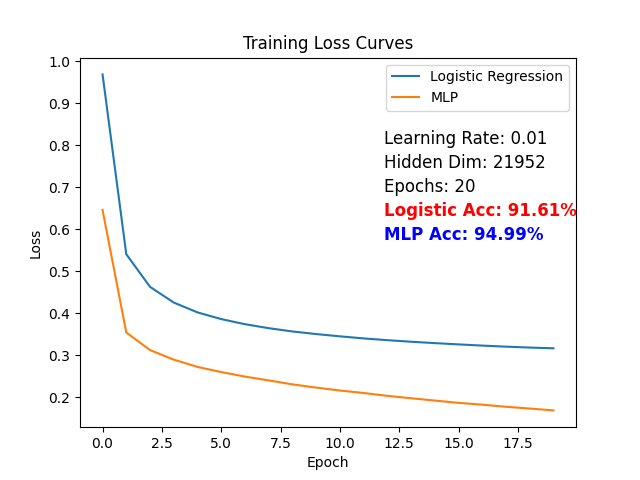 Training Loss Curves
Logistic Regression
MLP
Learning Rate: 0.01
Hidden Dim: 21952
Epochs: 20
Logistic Acc: 91.61%
MLP Acc: 94.99%
Loss
1.0
0.9
0.8
0.7
0.6
0.5
0.4
0.3
0.2
0.0 2.5 5.0 7.5 10.0 12.5 15.0 17.5
Epoch